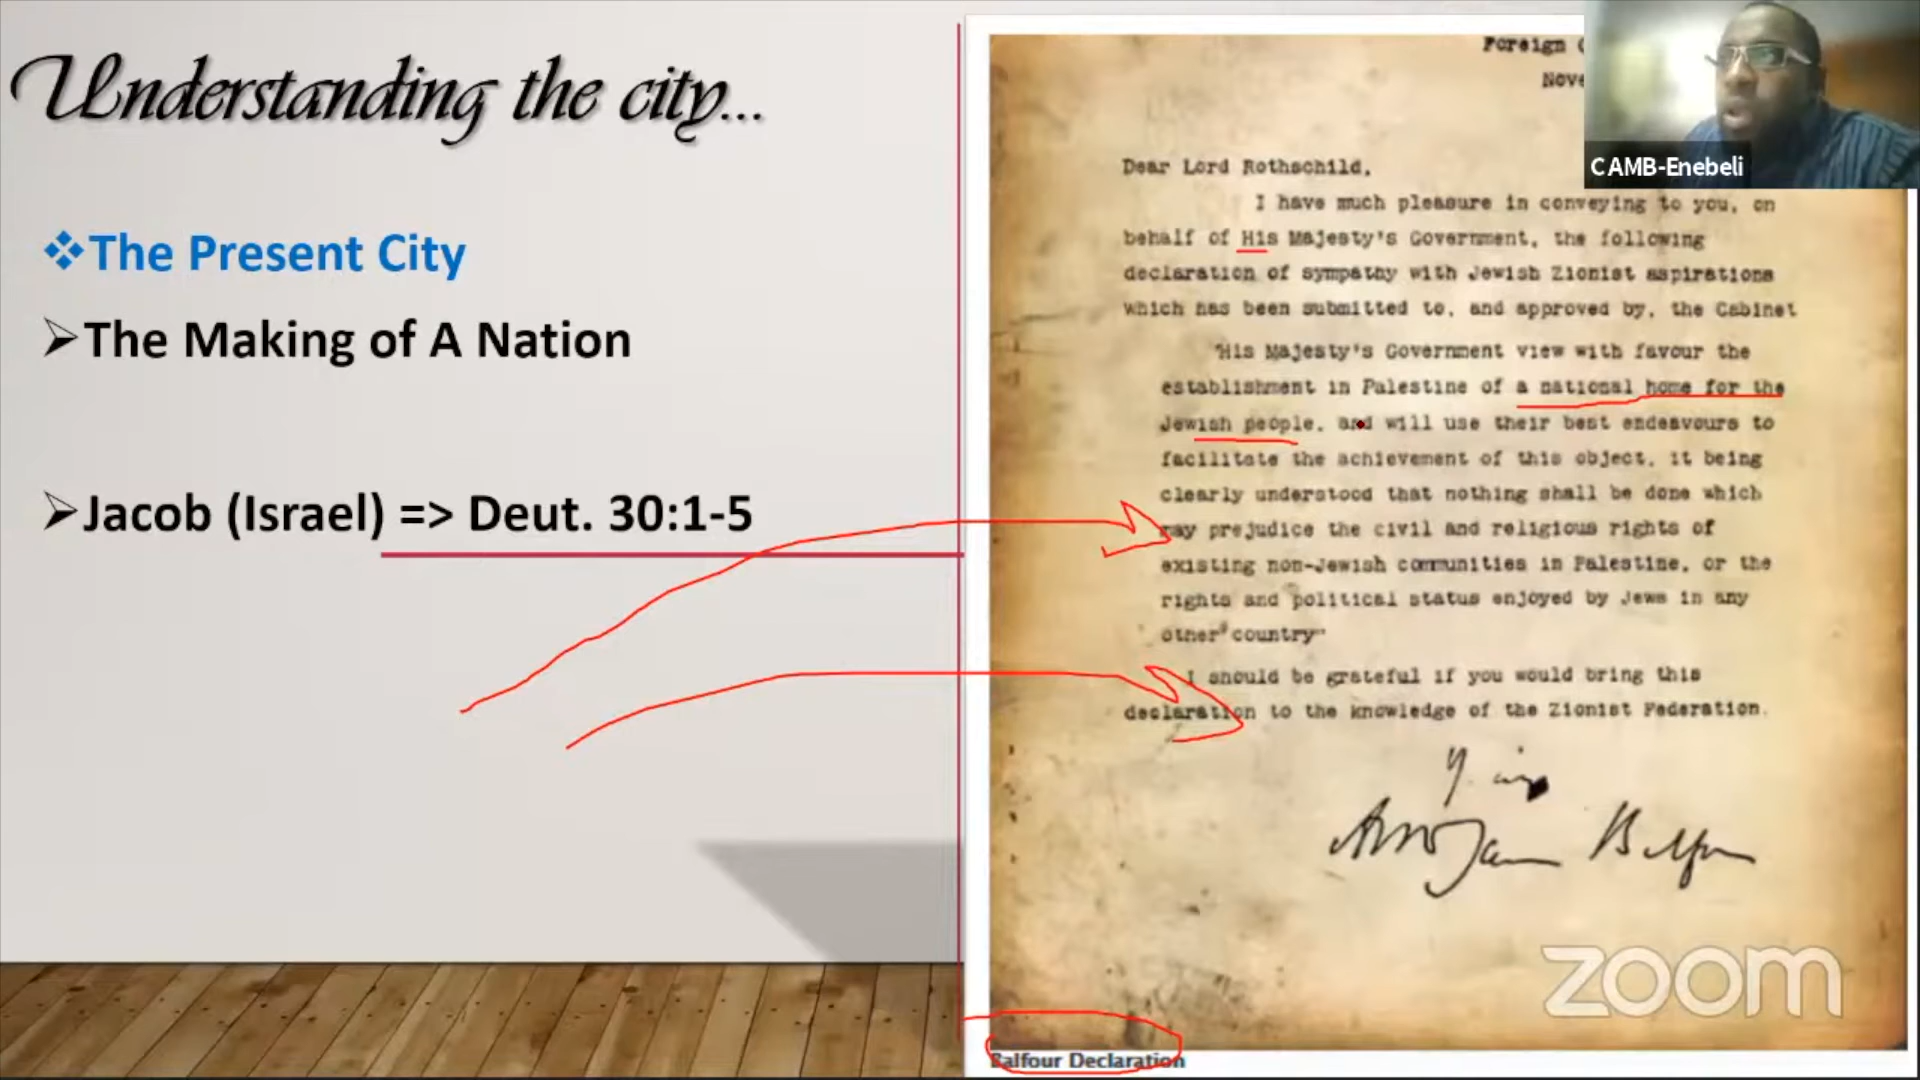 Understanding the city...
❖The Present City
➢The Making of A Nation
➢Jacob (Israel) => Deut. 30:1-5
Foreign
Nove
Dear Lord Rothschild,
I have much pleasure in conveying to you, on
behalf of His Majesty's Government, the following
declaration of sympathy with Jewish Zionist aspirations
which has been submitted to, and approved by, the Cabinet
"His Majesty's Government view with favour the
establishment in Palestine of a national home for the
Jewish people, and will use their best endeavours to
facilitate the achievement of this object, it being
clearly understood that nothing shall be done which
may prejudice the civil and religious rights of
existing non-Jewish communities in Palestine, or the
rights and political status enjoyed by Jews in any
other country"
I should be grateful if you would bring this
declaration to the knowledge of the Zionist Federation.
Balfour Declaration
CAMB-Enebeli
zoom